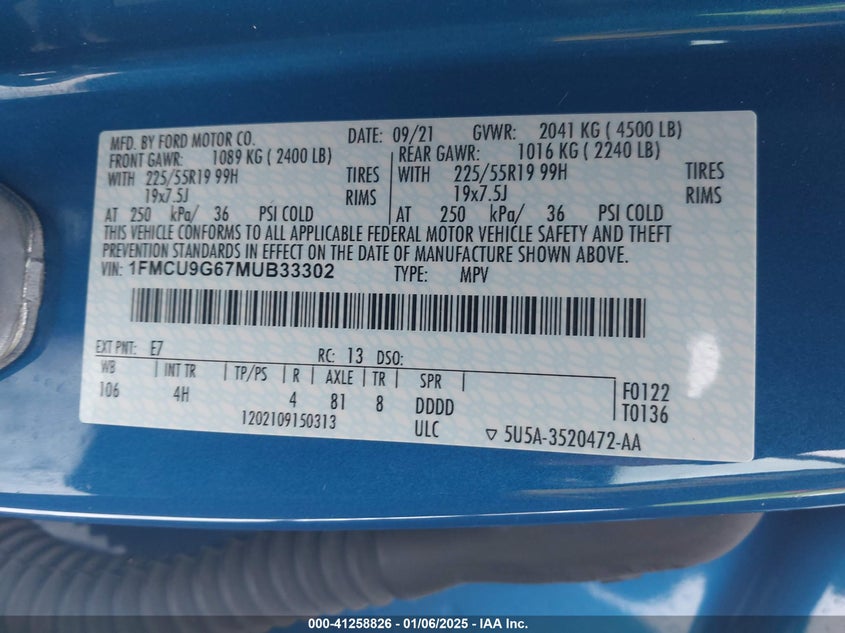 MFD. BY FORD MOTOR CO. DATE: 09/21 GVWR: 2041 KG ( 4500 LB)
FRONT GAWR: 1089 KG ( 2400 LB) REAR GAWR: 1016 KG ( 2240 LB)
WITH 225/55R19 99H TIRES WITH 225/55R19 99H TIRES
19x7.5J RIMS 19x7.5J RIMS
AT 250 kPa/ 36 PSI COLD AT 250 kPa/ 36 PSI COLD
THIS VEHICLE CONFORMS TO ALL APPLICABLE FEDERAL MOTOR VEHICLE SAFETY AND THEFT
PREVENTION STANDARDS IN EFFECT ON THE DATE OF MANUFACTURE SHOWN ABOVE.
VIN: 1FMCU9G67MUB33302 TYPE: MPV
EXT PNT: E7 RC: 13 DSO:
WB INT TR TP/PS R AXLE TR SPR
106 4H 4 81 8 DDDD F0122
1202109150313 ULC T0136
▽ 5U5A-3520472-AA
000-41258826 - 01/06/2025 - IAA Inc.